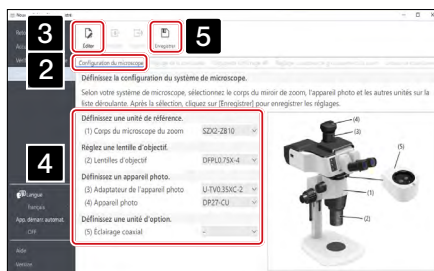 3
Éditer
Enregistrer
5
2
Configuration du microscope
Définissez la configuration du système de microscope.
Selon votre système de microscope, sélectionnez le corps du miroir de zoom, l'appareil photo et les autres unités sur la
liste déroulante. Après la sélection, cliquez sur [Enregistrer] pour enregistrer les réglages.
Définissez une unité de référence.
(1) Corps du microscope du zoom
SZX2-ZB10
Réglez une lentille d'objectif.
(2) Lentilles d'objectif
DFPL0.75X-4
4
Définissez un appareil photo.
(3) Adaptateur de l'appareil photo
U-TV0.35XC-2
(4) Appareil photo
DP27-CU
Définissez une unité d'option.
(5) Éclairage coaxial
-
(4)
(3)
(5)
(1)
(2)
Langue
Français
App. démarr. automat.
OFF
Aide
Version